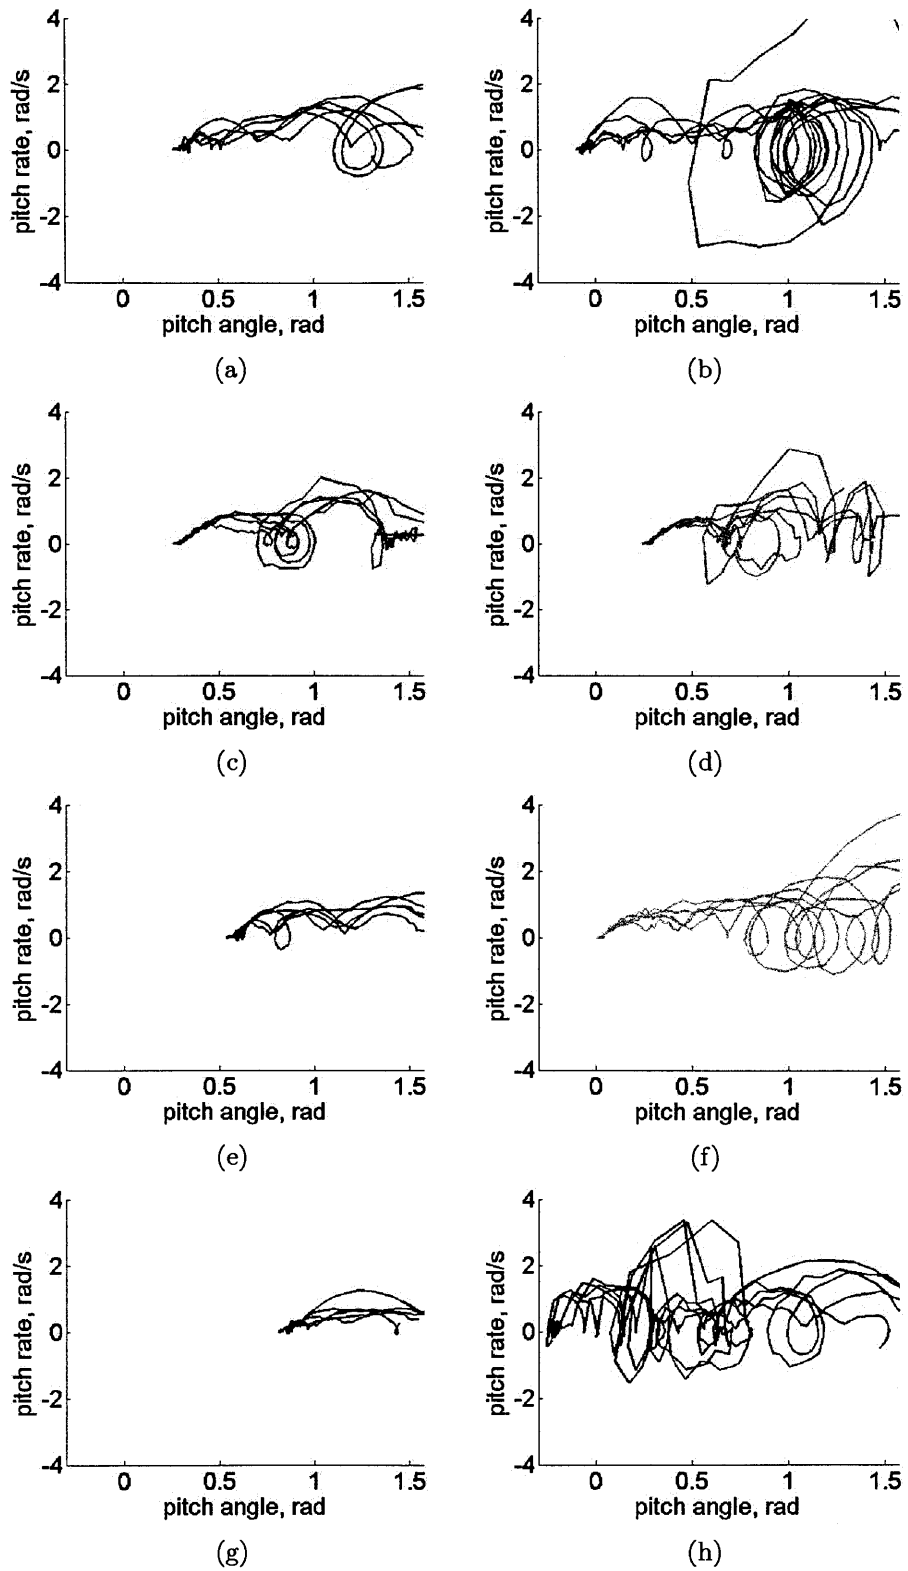 4
2
0
-2
-4
pitch rate, rad/s
0 0.5 1 1.5
pitch angle, rad
(a)
4
2
0
-2
-4
pitch rate, rad/s
0 0.5 1 1.5
pitch angle, rad
(b)
4
2
0
-2
-4
pitch rate, rad/s
0 0.5 1 1.5
pitch angle, rad
(c)
4
2
0
-2
-4
pitch rate, rad/s
0 0.5 1 1.5
pitch angle, rad
(d)
4
2
0
-2
-4
pitch rate, rad/s
0 0.5 1 1.5
pitch angle, rad
(e)
4
2
0
-2
-4
pitch rate, rad/s
0 0.5 1 1.5
pitch angle, rad
(f)
4
2
0
-2
-4
pitch rate, rad/s
0 0.5 1 1.5
pitch angle, rad
(g)
4
2
0
-2
-4
pitch rate, rad/s
0 0.5 1 1.5
pitch angle, rad
(h)